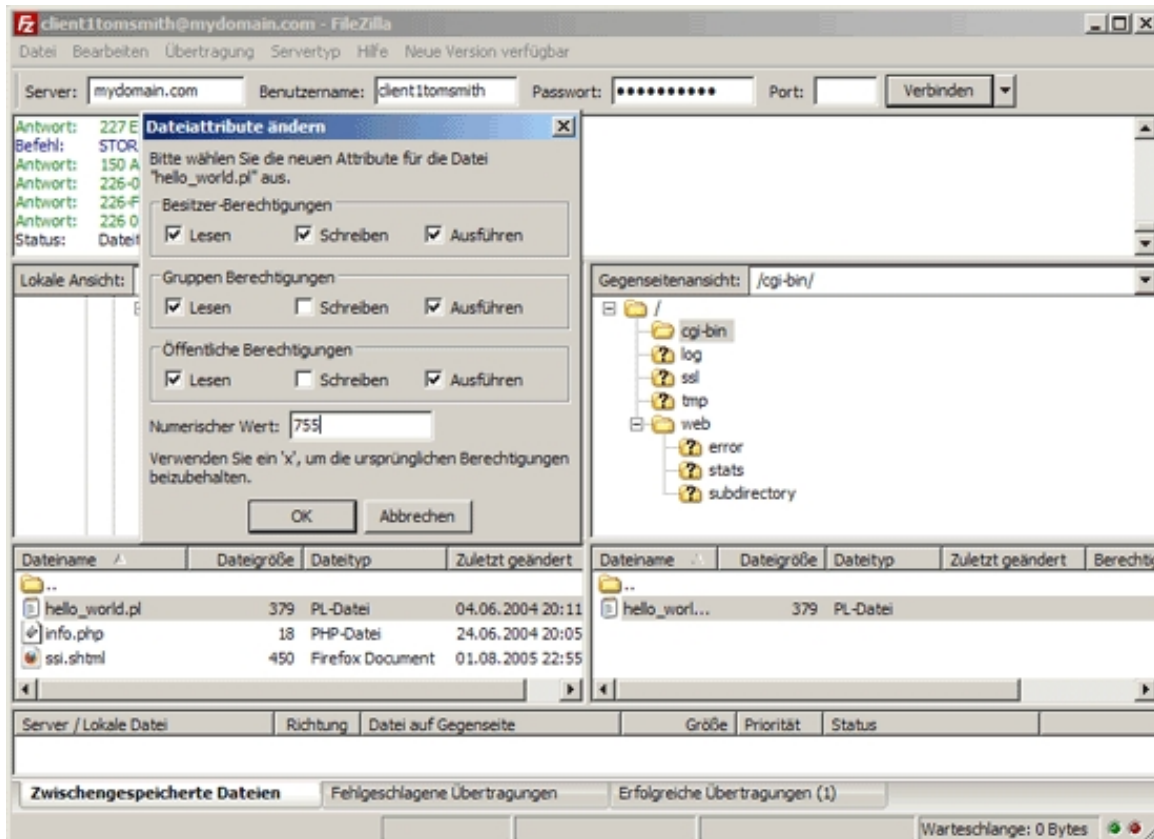 client1tomsmith@mydomain.com - FileZilla
Datei Bearbeiten Übertragung Servertyp Hilfe Neue Version verfügbar
Server: mydomain.com Benutzername: client1tomsmith Passwort: ●●●●●●●●●● Port: Verbinden
Antwort: 227 E
Befehl: STOR
Antwort: 150 A
Antwort: 226-0
Antwort: 226-F
Antwort: 226 0
Status: Dateit
Dateiattribute ändern
Bitte wählen Sie die neuen Attribute für die Datei
"hello_world.pl" aus.
Besitzer-Berechtigungen
Lesen Schreiben Ausführen
Gruppen Berechtigungen
Lesen Schreiben Ausführen
Öffentliche Berechtigungen
Lesen Schreiben Ausführen
Numerischer Wert: 755
Verwenden Sie ein 'x', um die ursprünglichen Berechtigungen
beizubehalten.
OK Abbrechen
Lokale Ansicht:
Gegenseitenansicht: /cgi-bin/
/
cgi-bin
log
ssl
tmp
web
error
stats
subdirectory
Dateiname Dateigröße Dateityp Zuletzt geändert
..
hello_world.pl 379 PL-Datei 04.06.2004 20:11
info.php 18 PHP-Datei 24.06.2004 20:05
ssi.shtml 450 Firefox Document 01.08.2005 22:55
Dateiname Dateigröße Dateityp Zuletzt geändert Berechtig
..
hello_worl... 379 PL-Datei
Server / Lokale Datei Richtung Datei auf Gegenseite Größe Priorität Status
Zwischengespeicherte Dateien Fehlgeschlagene Übertragungen Erfolgreiche Übertragungen (1)
Warteschlange: 0 Bytes